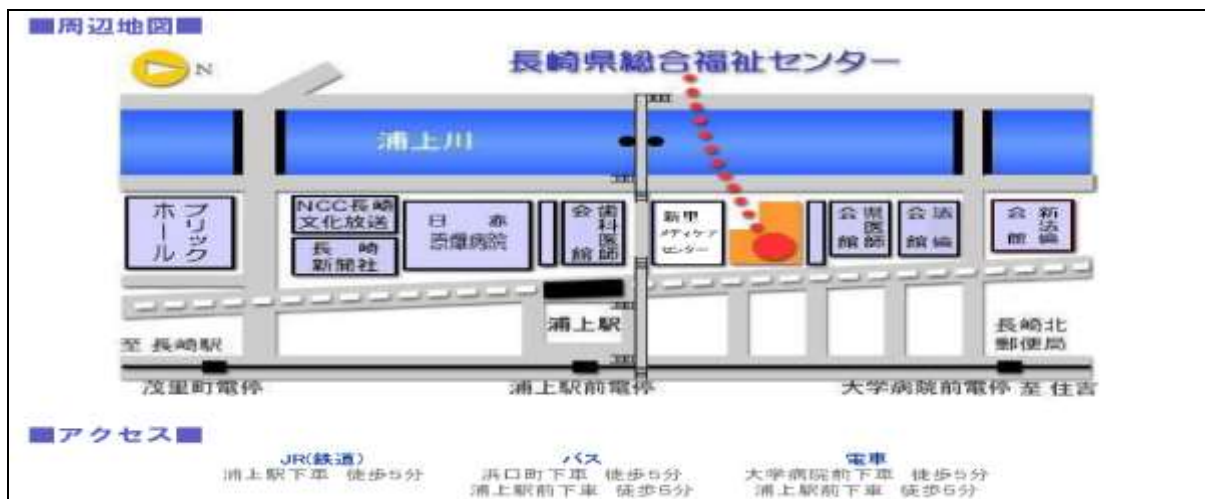 ■周辺地図■
N
長崎県総合福祉センター
浦上川
ブリックホール
NCC長崎
文化放送
長崎
新聞社
日赤
原爆病院
歯科医師
会館
メディケア
センター
県医師
会館
法倫
会館
新法倫
会館
浦上駅
長崎北
郵便局
至 長崎駅
茂里町電停
浦上駅前電停
大学病院前電停
至 住吉
■アクセス■
JR(鉄道)
浦上駅下車 徒歩5分
バス
浜口町下車 徒歩5分
浦上駅前下車 徒歩6分
電車
大学病院前下車 徒歩5分
浦上駅前下車 徒歩5分